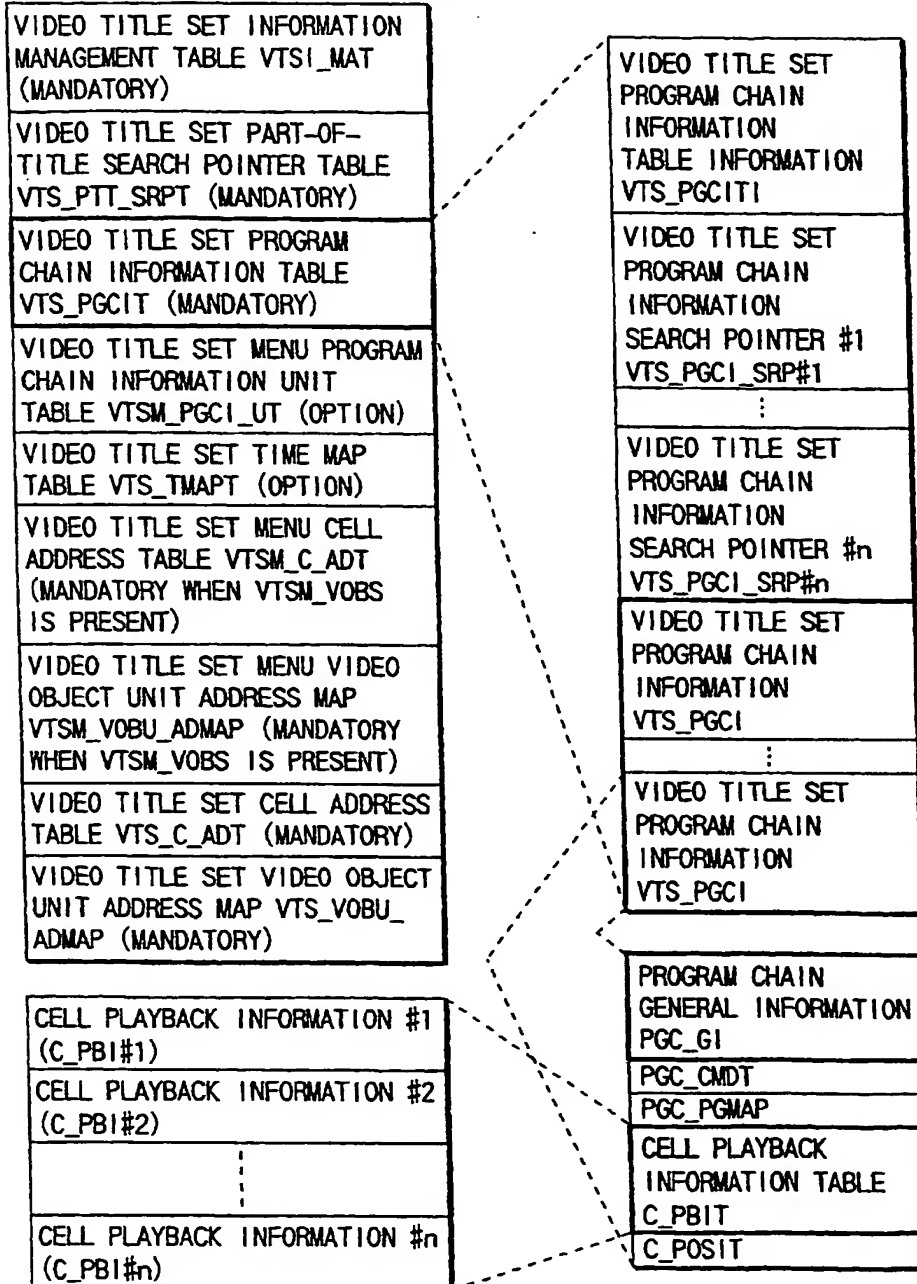 VIDEO TITLE SET INFORMATION
MANAGEMENT TABLE VTSI_MAT
(MANDATORY)
VIDEO TITLE SET PART-OF-
TITLE SEARCH POINTER TABLE
VTS_PTT_SRPT (MANDATORY)
VIDEO TITLE SET PROGRAM
CHAIN INFORMATION TABLE
VTS_PGCIT (MANDATORY)
VIDEO TITLE SET MENU PROGRAM
CHAIN INFORMATION UNIT
TABLE VTSM_PGCI_UT (OPTION)
VIDEO TITLE SET TIME MAP
TABLE VTS_TMAPT (OPTION)
VIDEO TITLE SET MENU CELL
ADDRESS TABLE VTSM_C_ADT
(MANDATORY WHEN VTSM_VOBS
IS PRESENT)
VIDEO TITLE SET MENU VIDEO
OBJECT UNIT ADDRESS MAP
VTSM_VOBU_ADMAP (MANDATORY
WHEN VTSM_VOBS IS PRESENT)
VIDEO TITLE SET CELL ADDRESS
TABLE VTS_C_ADT (MANDATORY)
VIDEO TITLE SET VIDEO OBJECT
UNIT ADDRESS MAP VTS_VOBU_
ADMAP (MANDATORY)
VIDEO TITLE SET
PROGRAM CHAIN
INFORMATION
TABLE INFORMATION
VTS_PGCITI
VIDEO TITLE SET
PROGRAM CHAIN
INFORMATION
SEARCH POINTER #1
VTS_PGCI_SRP#1
VIDEO TITLE SET
PROGRAM CHAIN
INFORMATION
SEARCH POINTER #n
VTS_PGCI_SRP#n
VIDEO TITLE SET
PROGRAM CHAIN
INFORMATION
VTS_PGCI
VIDEO TITLE SET
PROGRAM CHAIN
INFORMATION
VTS_PGCI
PROGRAM CHAIN
GENERAL INFORMATION
PGC_GI
PGC_CMDT
PGC_PGMAP
CELL PLAYBACK
INFORMATION TABLE
C_PBIT
C_POSIT
CELL PLAYBACK INFORMATION #1
(C_PBI#1)
CELL PLAYBACK INFORMATION #2
(C_PBI#2)
CELL PLAYBACK INFORMATION #n
(C_PBI#n)